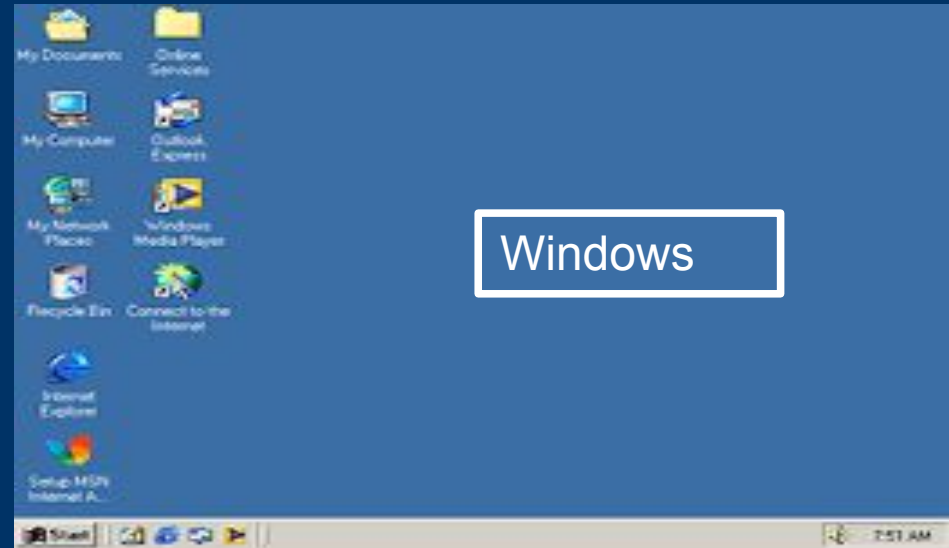 My Documents
Online
Services
My Computer
Outlook
Express
My Network
Places
Windows
Media Player
Recycle Bin
Connect to the
Internet
Internet
Explorer
Setup MSN
Internet A...
Windows
Start
7:51 AM